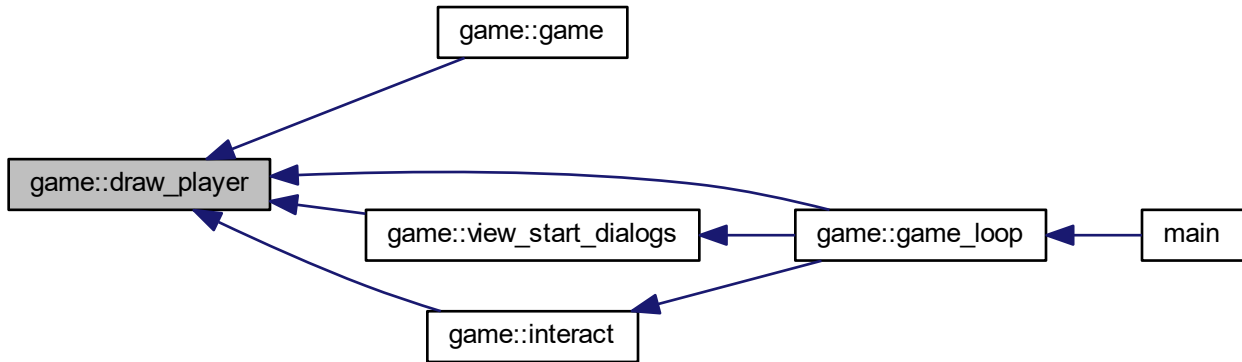 game::game
game::draw_player
game::view_start_dialogs
game::game_loop
main
game::interact